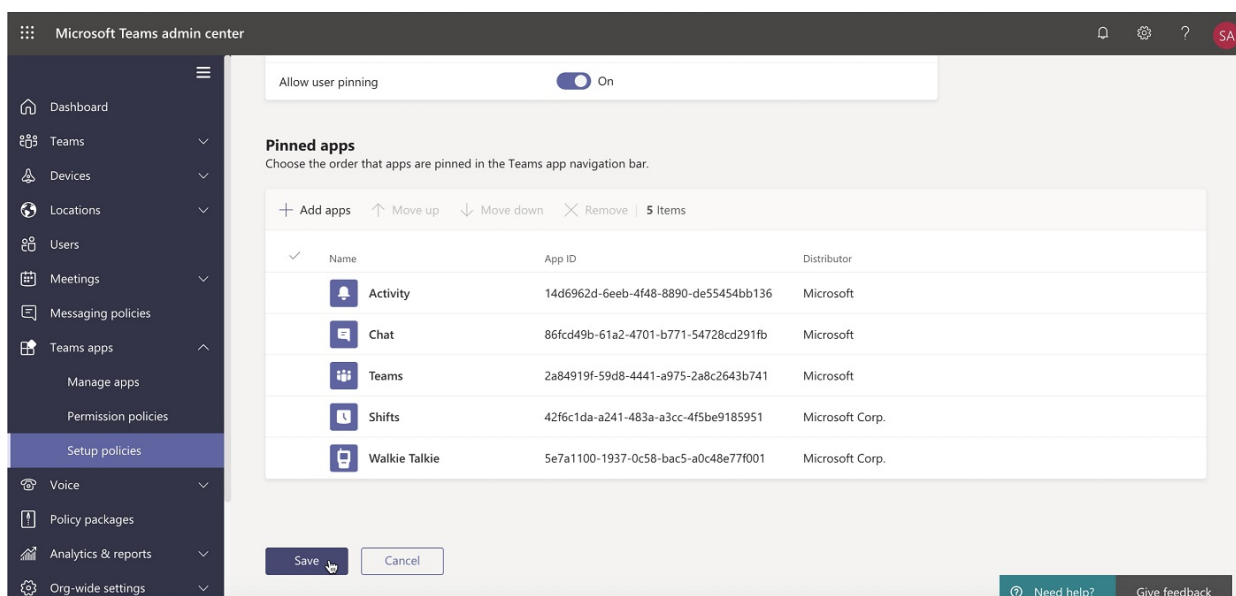 Microsoft Teams admin center
?
SA
Allow user pinning
On
Dashboard
Teams
Devices
Locations
Users
Meetings
Messaging policies
Teams apps
Manage apps
Permission policies
Setup policies
Voice
Policy packages
Analytics & reports
Org-wide settings
Pinned apps
Choose the order that apps are pinned in the Teams app navigation bar.
Add apps Move up Move down Remove | 5 Items
Name App ID Distributor
Activity 14d6962d-6eeb-4f48-8890-de55454bb136 Microsoft
Chat 86fcd49b-61a2-4701-b771-54728cd291fb Microsoft
Teams 2a84919f-59d8-4441-a975-2a8c2643b741 Microsoft
Shifts 42f6c1da-a241-483a-a3cc-4f5be9185951 Microsoft Corp.
Walkie Talkie 5e7a1100-1937-0c58-bac5-a0c48e77f001 Microsoft Corp.
Save Cancel
Need help? Give feedback